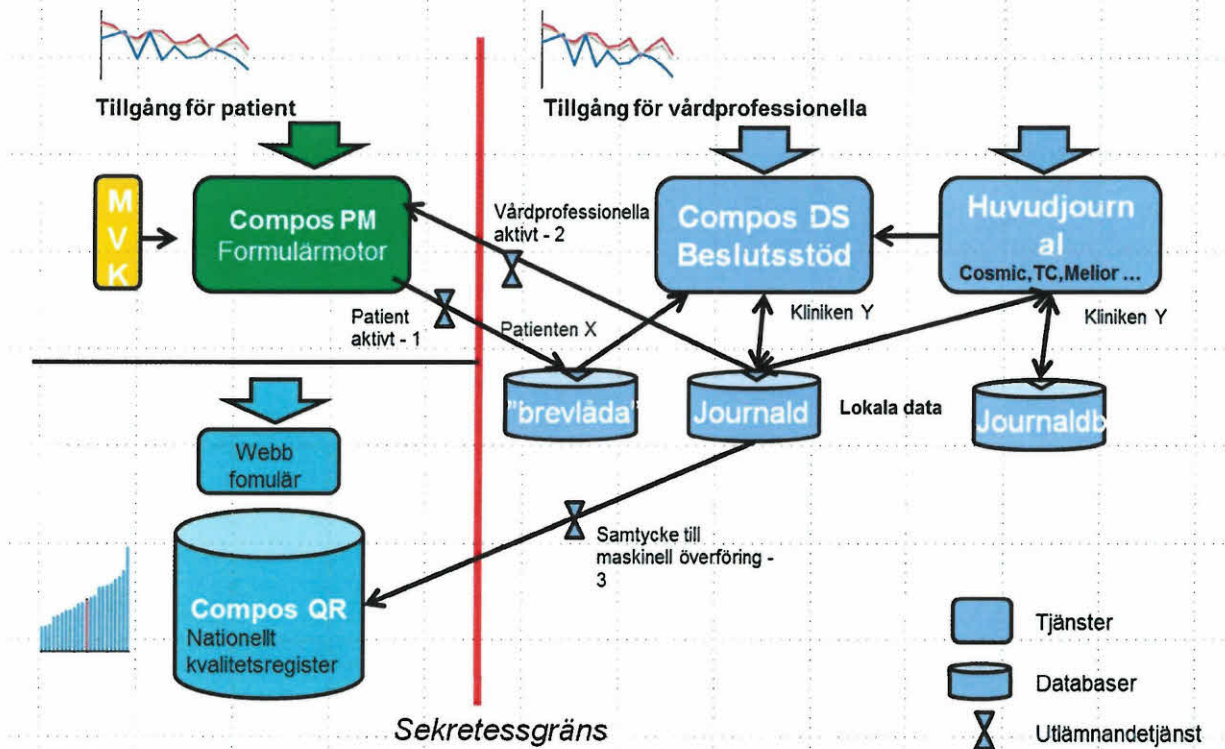 Tillgång för patient
Tillgång för vårdprofessionella
M
V
K
Compos PM
Formulärmotor
Vårdprofessionella
aktivt - 2
Compos DS
Beslutsstöd
Huvudjourn
al
Cosmic,TC,Melior ...
Patient
aktivt - 1
Patienten X
Kliniken Y
Kliniken Y
"brevlåda"
Journald
Lokala data
Journaldb
Webb
fomulär
Samtycke till
maskinell överföring -
3
Compos QR
Nationellt
kvalitetsregister
Tjänster
Databaser
Utlämnandetjänst
Sekretessgräns